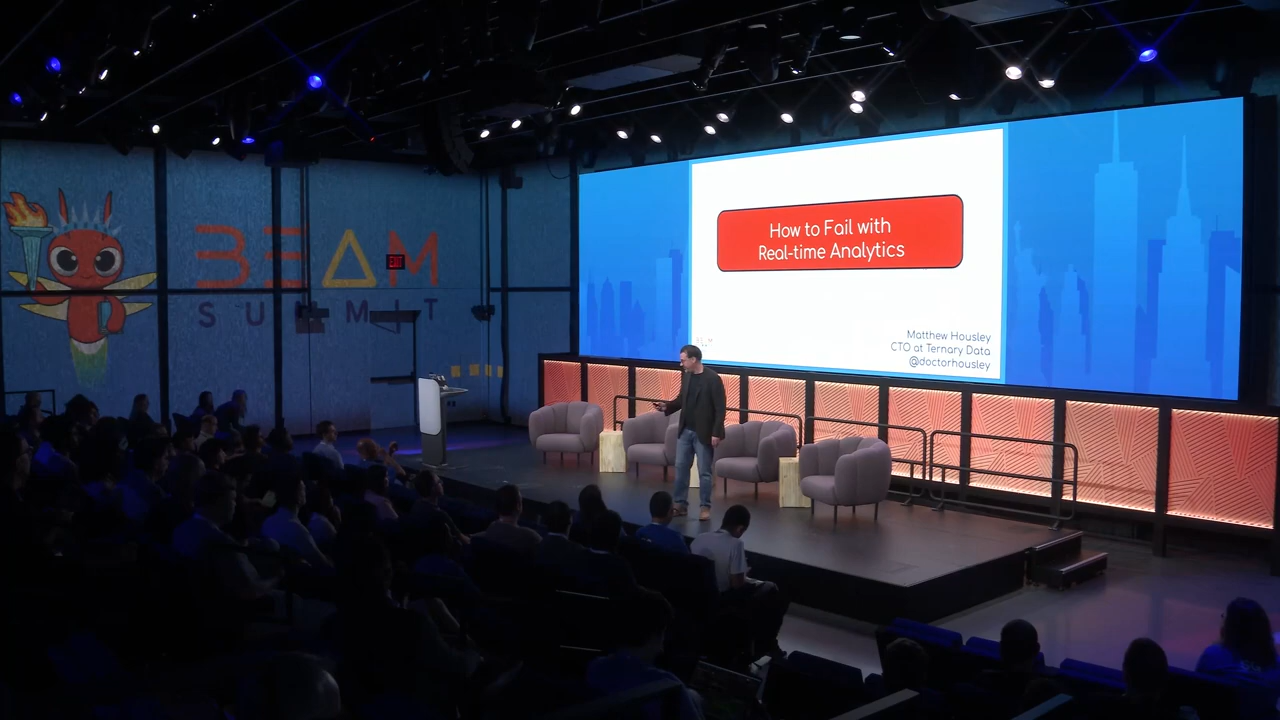 BEAM
SUMMIT
EXIT
How to Fail with
Real-time Analytics
Matthew Housley
CTO at Ternary Data
@doctorhousley